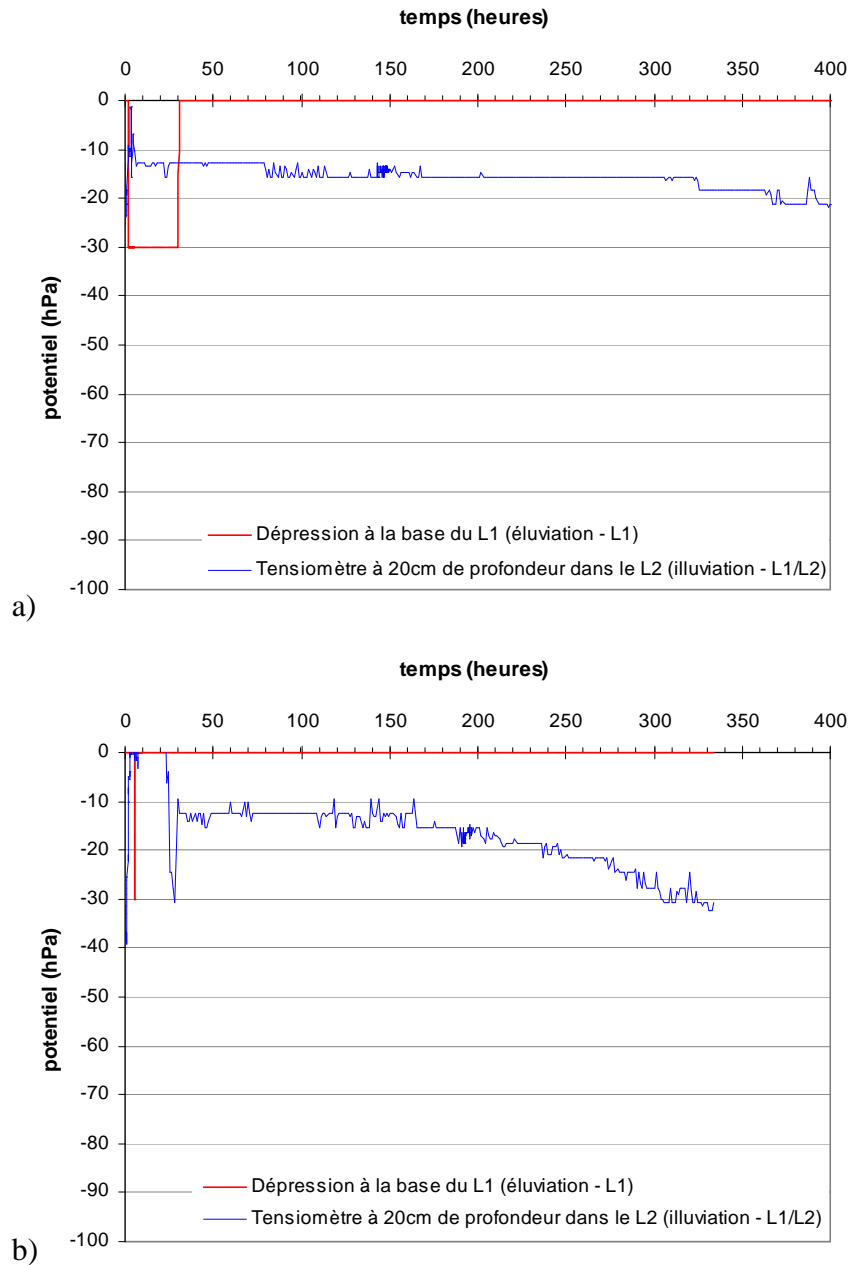 temps (heures)
0 50 100 150 200 250 300 350 400
0
-10
-20
-30
-40
-50
-60
-70
-80
-90
-100
potentiel (hPa)
Dépression à la base du L1 (éluviation - L1)
Tensiomètre à 20cm de profondeur dans le L2 (illuviation - L1/L2)
a)
temps (heures)
0 50 100 150 200 250 300 350 400
0
-10
-20
-30
-40
-50
-60
-70
-80
-90
-100
potentiel (hPa)
Dépression à la base du L1 (éluviation - L1)
Tensiomètre à 20cm de profondeur dans le L2 (illuviation - L1/L2)
b)